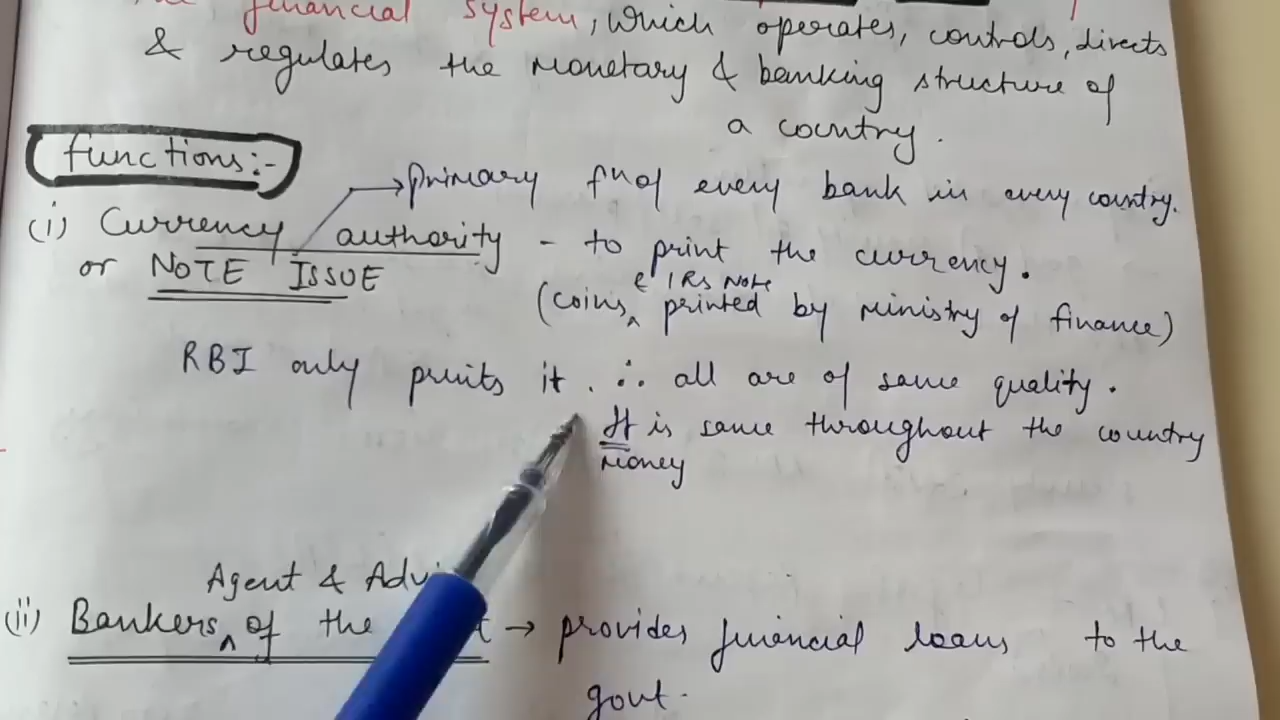 financial system, which operates, controls, directs
& regulates the monetary & banking structure of
a country.
functions:-
→ primary fn of every bank in every country.
(i) Currency authority - to print the currency.
or NOTE ISSUE
(coins ^ & 1 Rs Note printed by ministry of finance)
RBI only prints it. ∴ all are of same quality.
It is same throughout the country
money
Agent &
(ii) Bankers ^ of the → provides financial loans to the
govt.